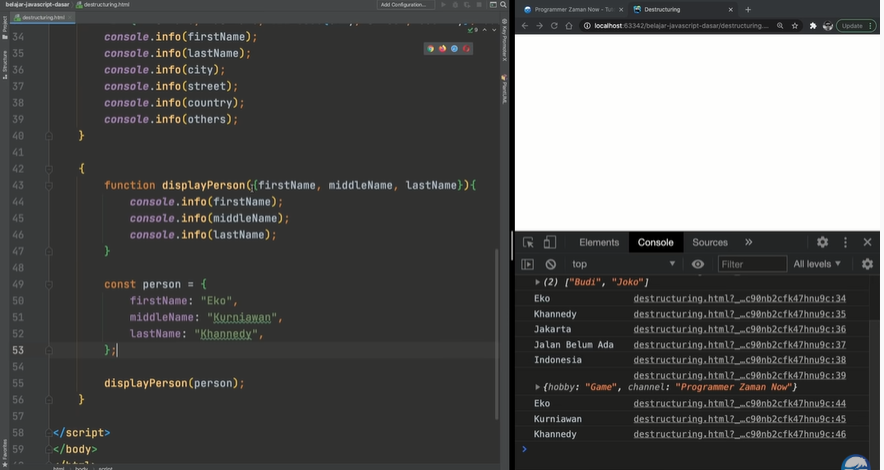 belajar-javascript-dasar
destructuring.html
Add Configuration...
destructuring.html
Project
Structure
Favorites
34 console.info(firstName);
35 console.info(lastName);
36 console.info(city);
37 console.info(street);
38 console.info(country);
39 console.info(others);
40 }
41
42 {
43 function displayPerson({firstName, middleName, lastName}){
44 console.info(firstName);
45 console.info(middleName);
46 console.info(lastName);
47 }
48
49 const person = {
50 firstName: "Eko",
51 middleName: "Kurniawan",
52 lastName: "Khannedy",
53 };
54
55 displayPerson(person);
56 }
57
58 </script>
59 </body>
html body script
Programmer Zaman Now - Tut
Destructuring
localhost:63342/belajar-javascript-dasar/destructuring....
Update
Elements Console Sources
top Filter All levels
(2) ["Budi", "Joko"]
Eko destructuring.html?_…c90nb2cfk47hnu9c:34
Khannedy destructuring.html?_…c90nb2cfk47hnu9c:35
Jakarta destructuring.html?_…c90nb2cfk47hnu9c:36
Jalan Belum Ada destructuring.html?_…c90nb2cfk47hnu9c:37
Indonesia destructuring.html?_…c90nb2cfk47hnu9c:38
destructuring.html?_…c90nb2cfk47hnu9c:39
{hobby: "Game", channel: "Programmer Zaman Now"}
Eko destructuring.html?_…c90nb2cfk47hnu9c:44
Kurniawan destructuring.html?_…c90nb2cfk47hnu9c:45
Khannedy destructuring.html?_…c90nb2cfk47hnu9c:46